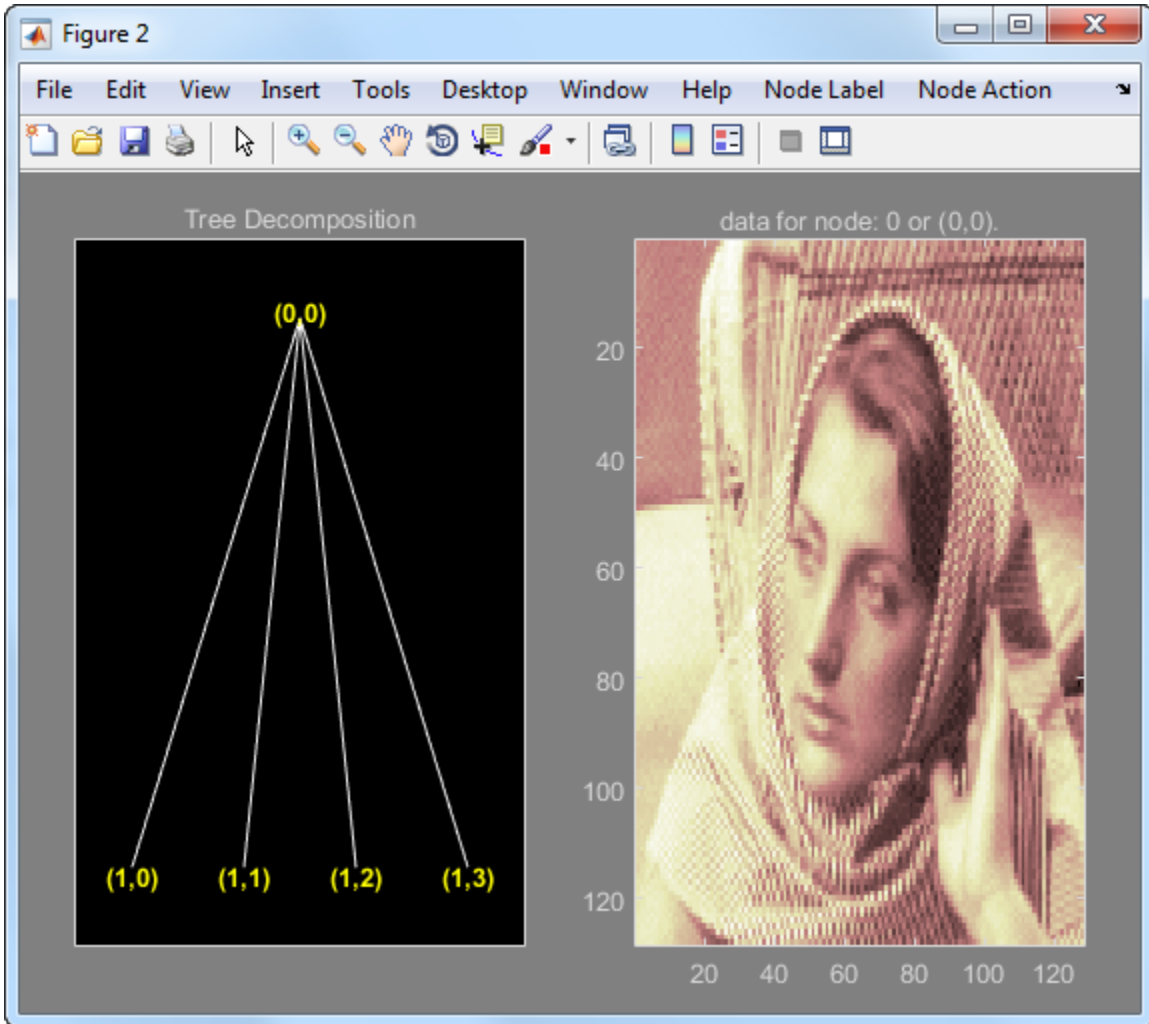 Figure 2
File Edit View Insert Tools Desktop Window Help Node Label Node Action
Tree Decomposition
(0,0)
(1,0) (1,1) (1,2) (1,3)
data for node: 0 or (0,0).
20
40
60
80
100
120
20 40 60 80 100 120